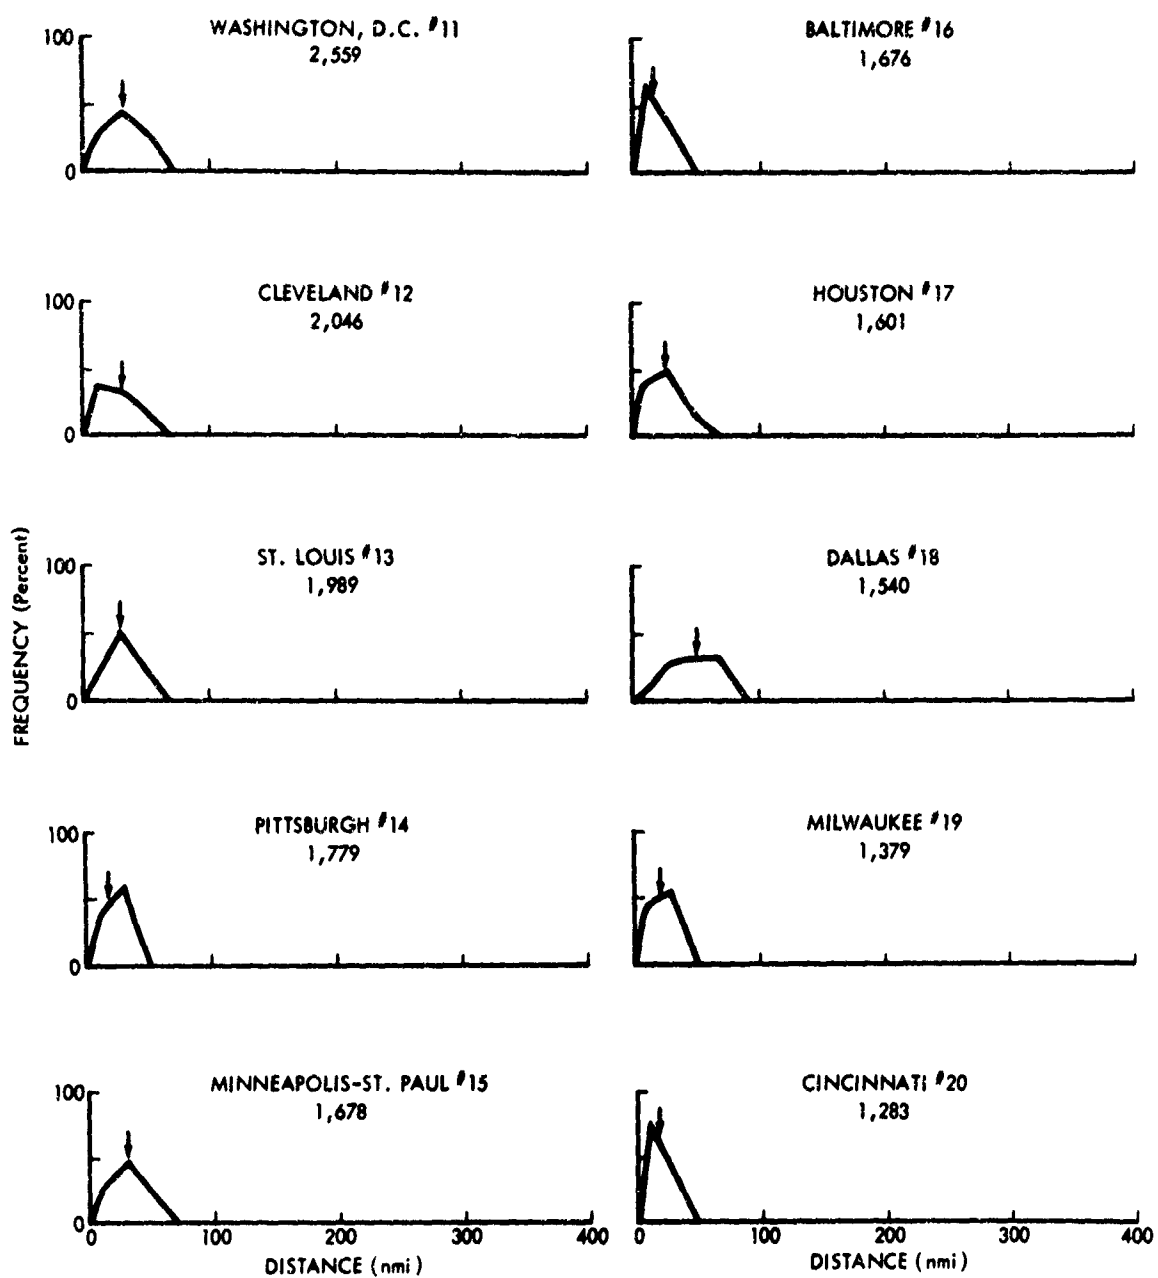 WASHINGTON, D.C. #11
2,559
100
0
BALTIMORE #16
1,676
CLEVELAND #12
2,046
100
0
HOUSTON #17
1,601
ST. LOUIS #13
1,989
100
0
DALLAS #18
1,540
FREQUENCY (Percent)
PITTSBURGH #14
1,779
100
0
MILWAUKEE #19
1,379
MINNEAPOLIS-ST. PAUL #15
1,678
100
0
0 100 200 300 400
DISTANCE (nmi)
CINCINNATI #20
1,283
0 100 200 300 400
DISTANCE (nmi)